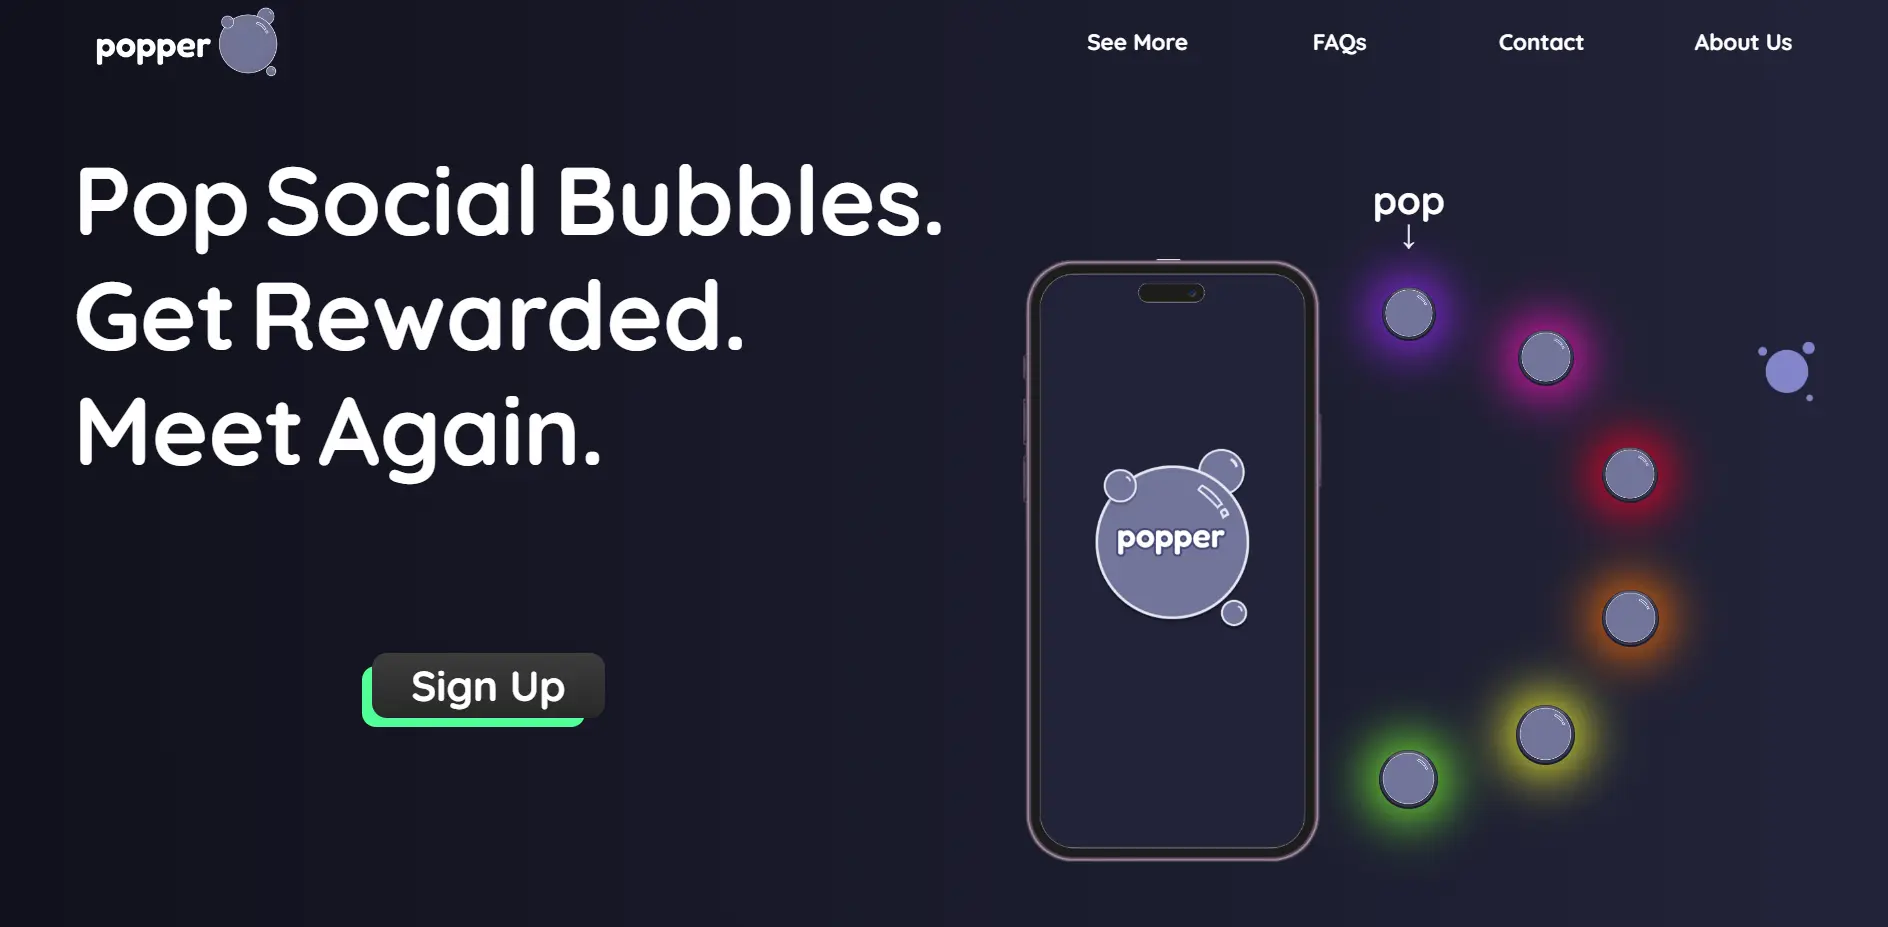 popper
See More
FAQs
Contact
About Us
Pop Social Bubbles.
Get Rewarded.
Meet Again.
Sign Up
pop
↓
popper